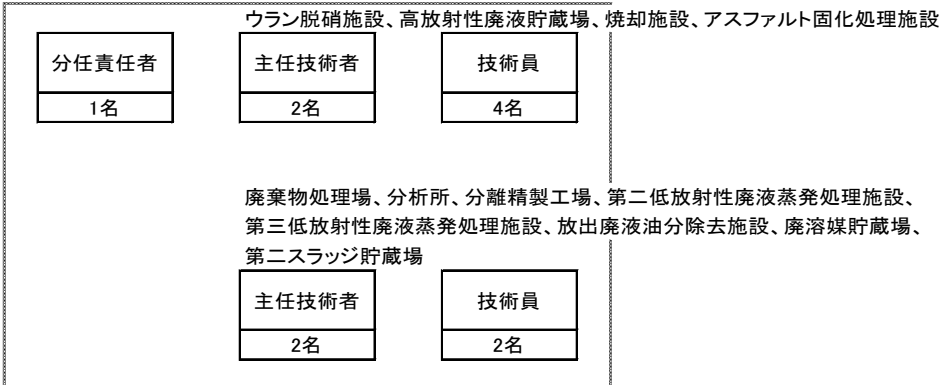 ウラン脱硝施設、高放射性廃液貯蔵場、焼却施設、アスファルト固化処理施設
分任責任者 主任技術者 技術員
1名 2名 4名
廃棄物処理場、分析所、分離精製工場、第二低放射性廃液蒸発処理施設、
第三低放射性廃液蒸発処理施設、放出廃液油分除去施設、廃溶媒貯蔵場、
第二スラッジ貯蔵場
主任技術者 技術員
2名 2名